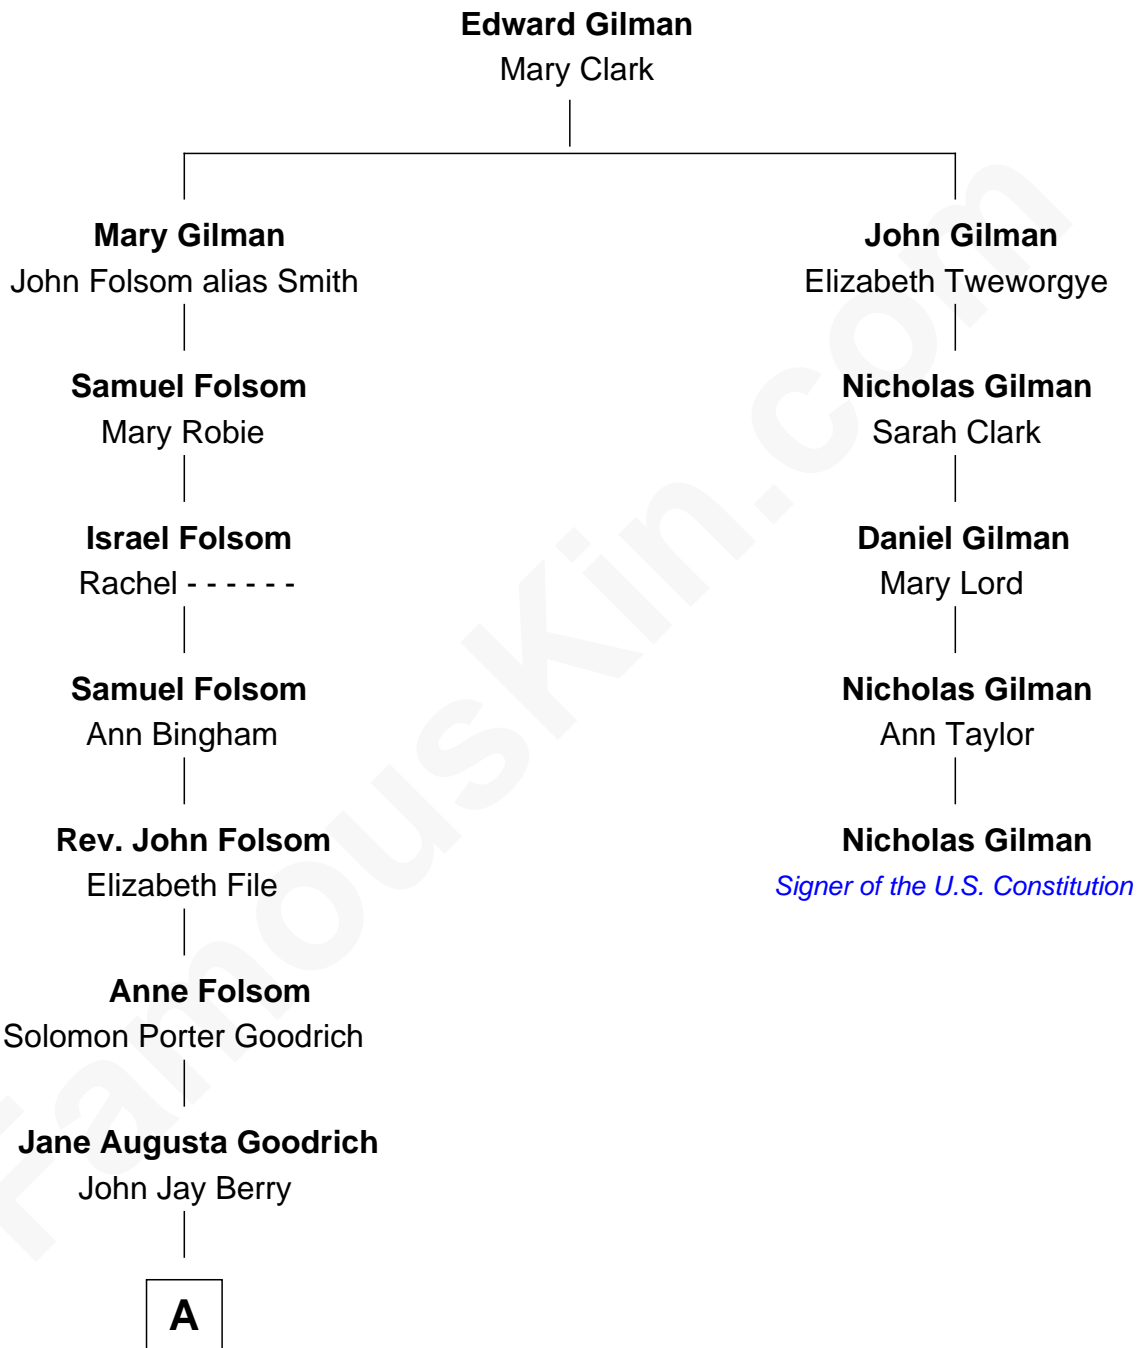 Edward Gilman
Mary Clark
Mary Gilman
John Folsom alias Smith
John Gilman
Elizabeth Tweworgye
Samuel Folsom
Mary Robie
Nicholas Gilman
Sarah Clark
Israel Folsom
Rachel - - - - - -
Daniel Gilman
Mary Lord
Samuel Folsom
Ann Bingham
Nicholas Gilman
Ann Taylor
Rev. John Folsom
Elizabeth File
Nicholas Gilman
Signer of the U.S. Constitution
Anne Folsom
Solomon Porter Goodrich
Jane Augusta Goodrich
John Jay Berry
A
FamousKin.com